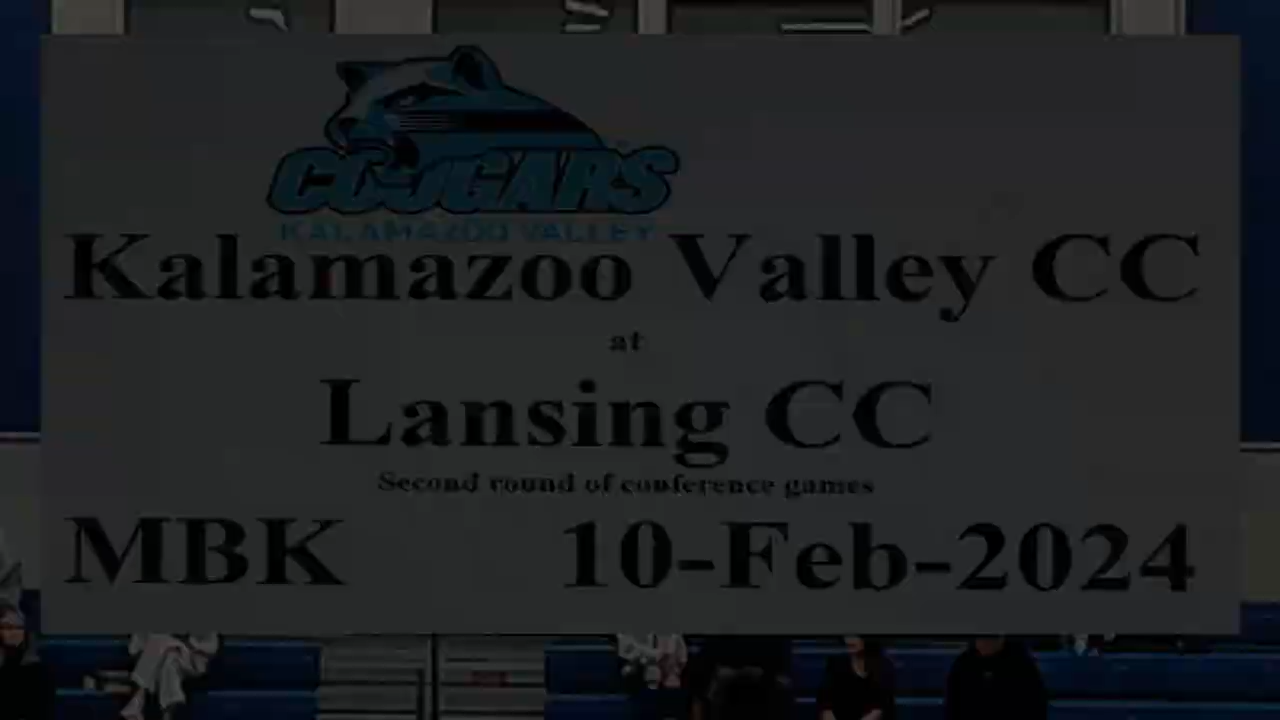 COUGARS
KALAMAZOO VALLEY
Kalamazoo Valley CC
at
Lansing CC
Second round of conference games
MBK 10-Feb-2024